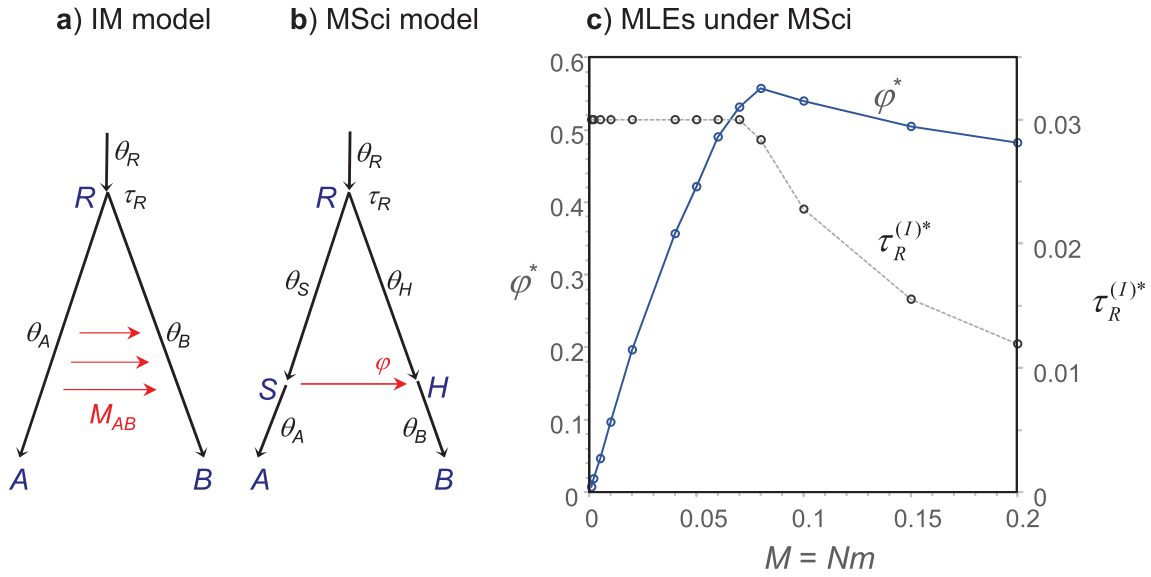 a) IM model
θR
R τR
θA θB
MAB
A B
b) MSci model
θR
R τR
θS θH
φ
S H
θA θB
A B
c) MLEs under MSci
0.6
0.5
0.4
0.3
0.2
0.1
0
φ*
φ*
τR(I)*
0.03
0.02
0.01
0
τR(I)*
0 0.05 0.1 0.15 0.2
M = Nm